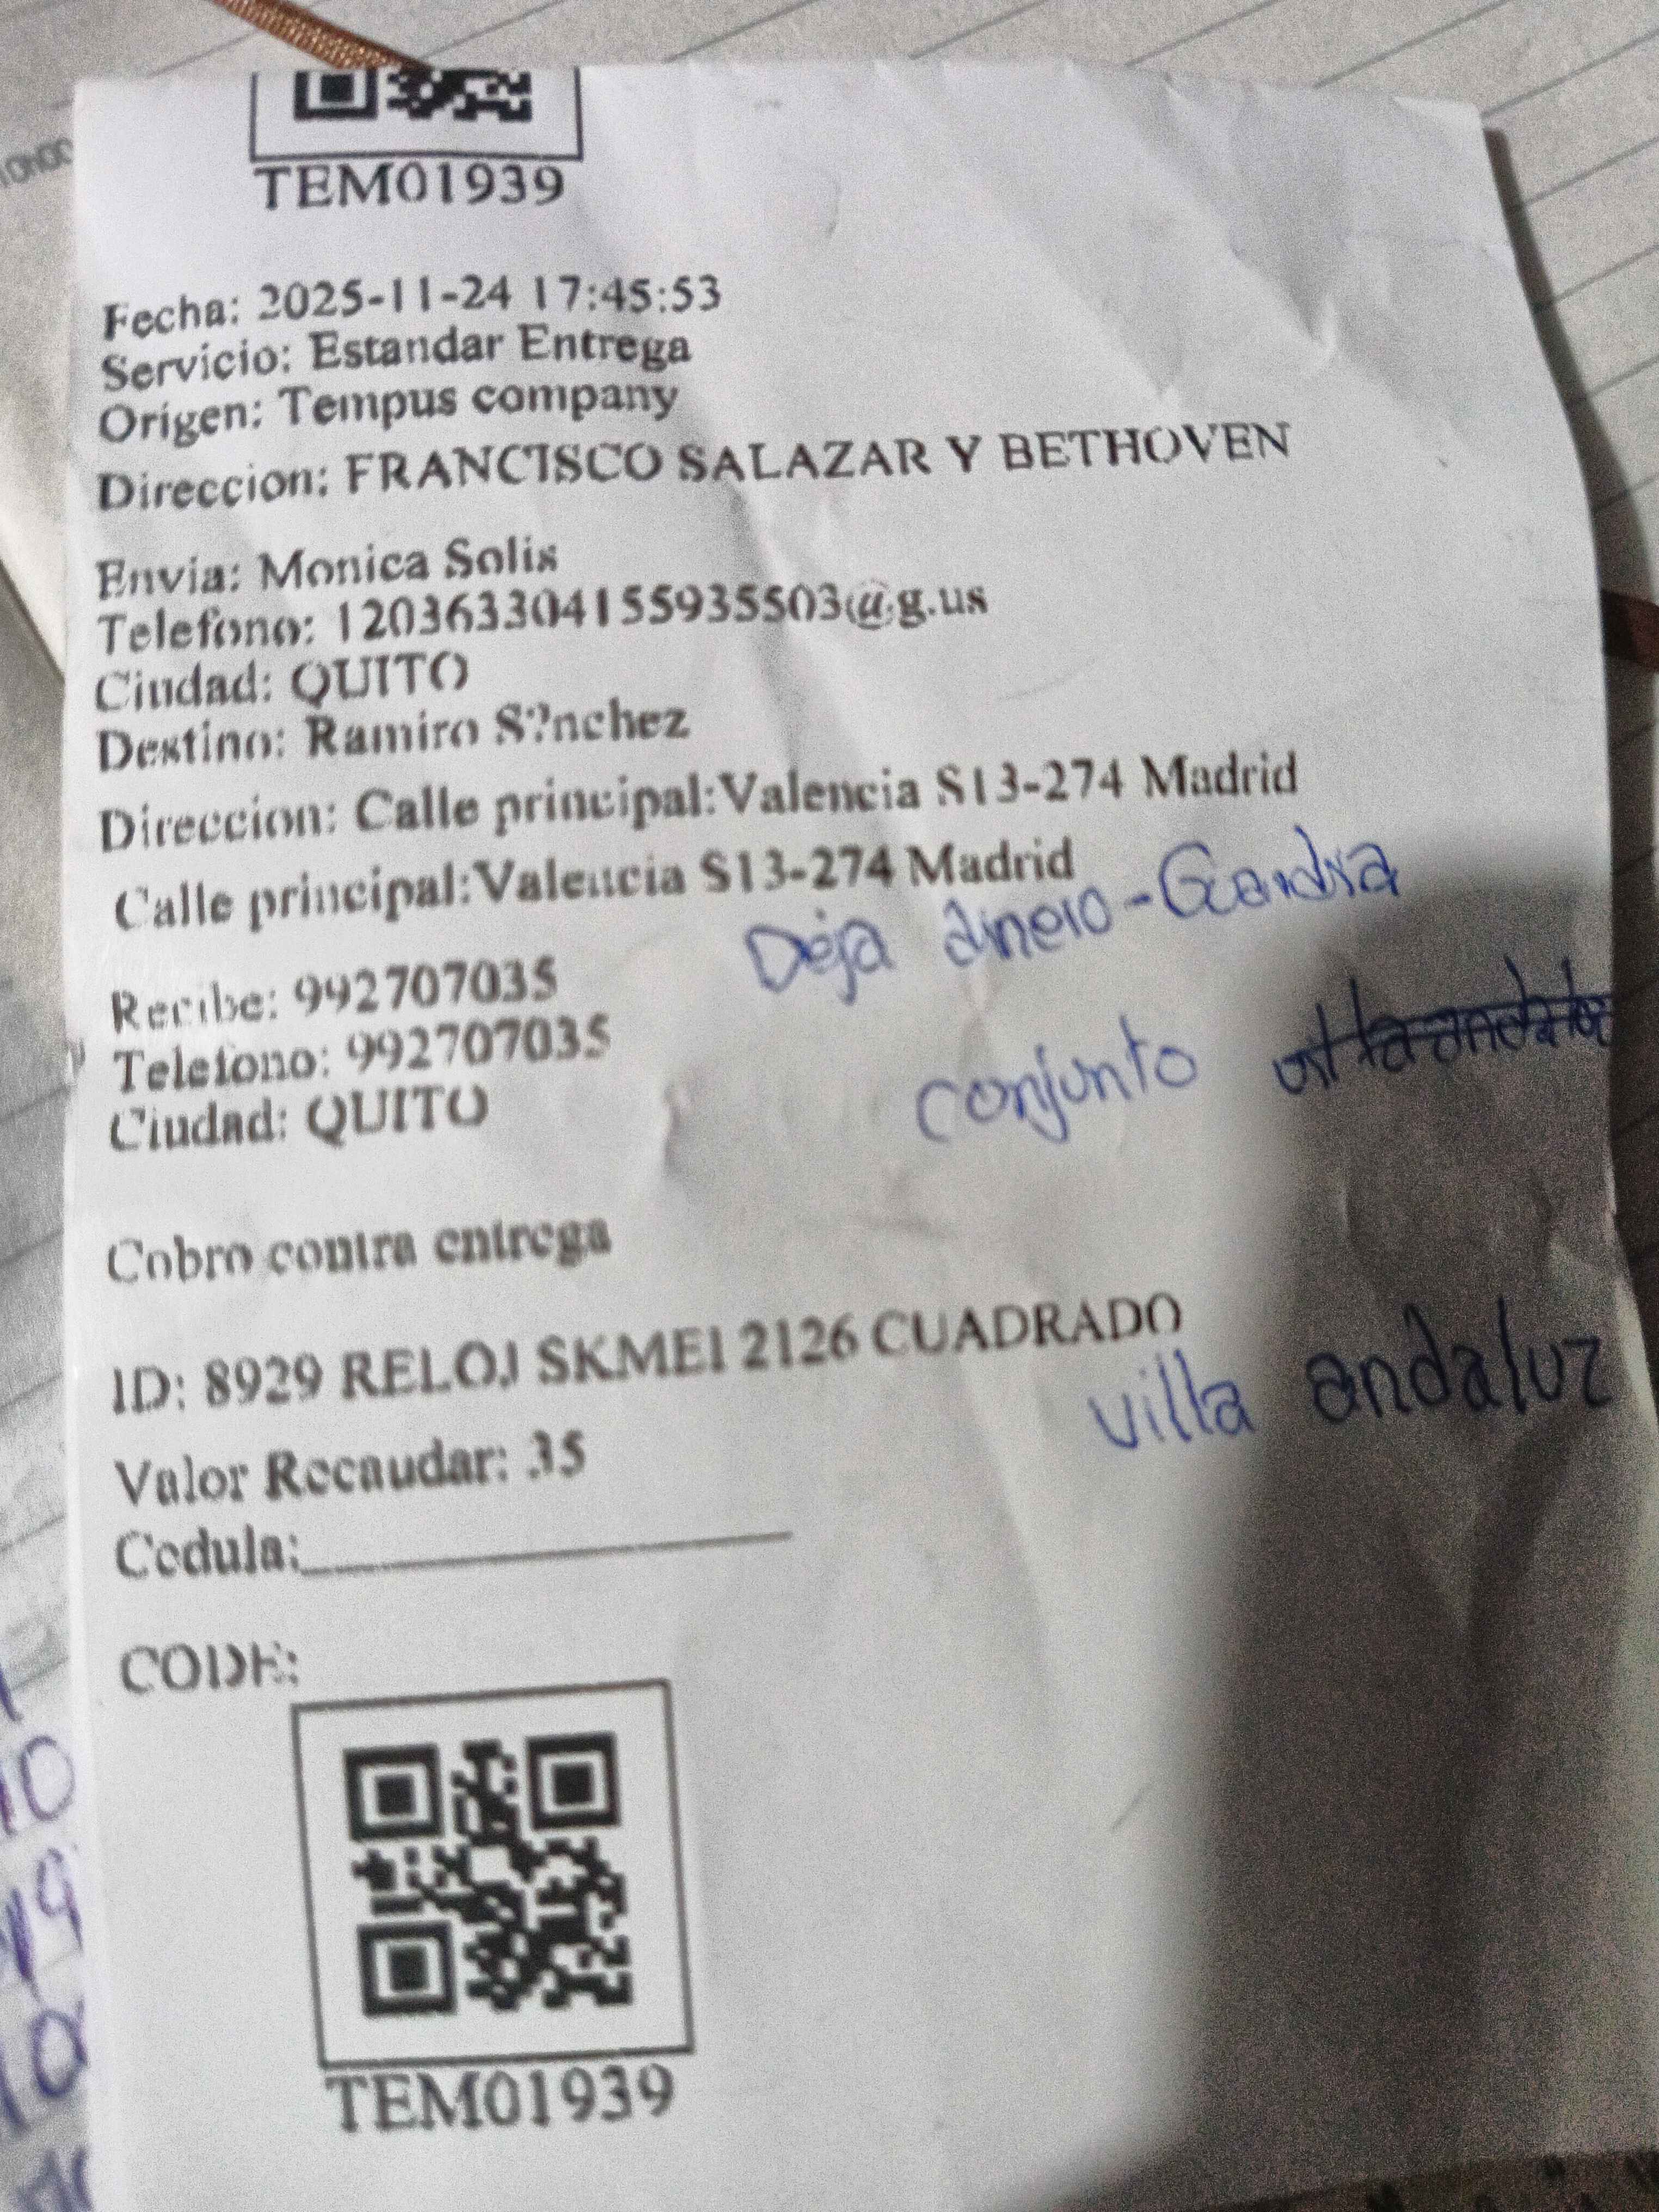 TEM01939
Fecha: 2025-11-24 17:45:53
Servicio: Estandar Entrega
Origen: Tempus company
Direccion: FRANCISCO SALAZAR Y BETHOVEN
Envia: Monica Solis
Telefono: 120363304155935503@g.us
Ciudad: QUITO
Destino: Ramiro S?nchez
Direccion: Calle principal:Valencia S13-274 Madrid
Calle principal:Valencia S13-274 Madrid
Deja dinero -
Recibe: 992707035
Telefono: 992707035
conjunto
Ciudad: QUITO
Cobro contra entrega
ID: 8929 RELOJ SKMEI 2126 CUADRADO
villa andaluz
Valor Recaudar: 35
Cedula:
CODE:
TEM01939